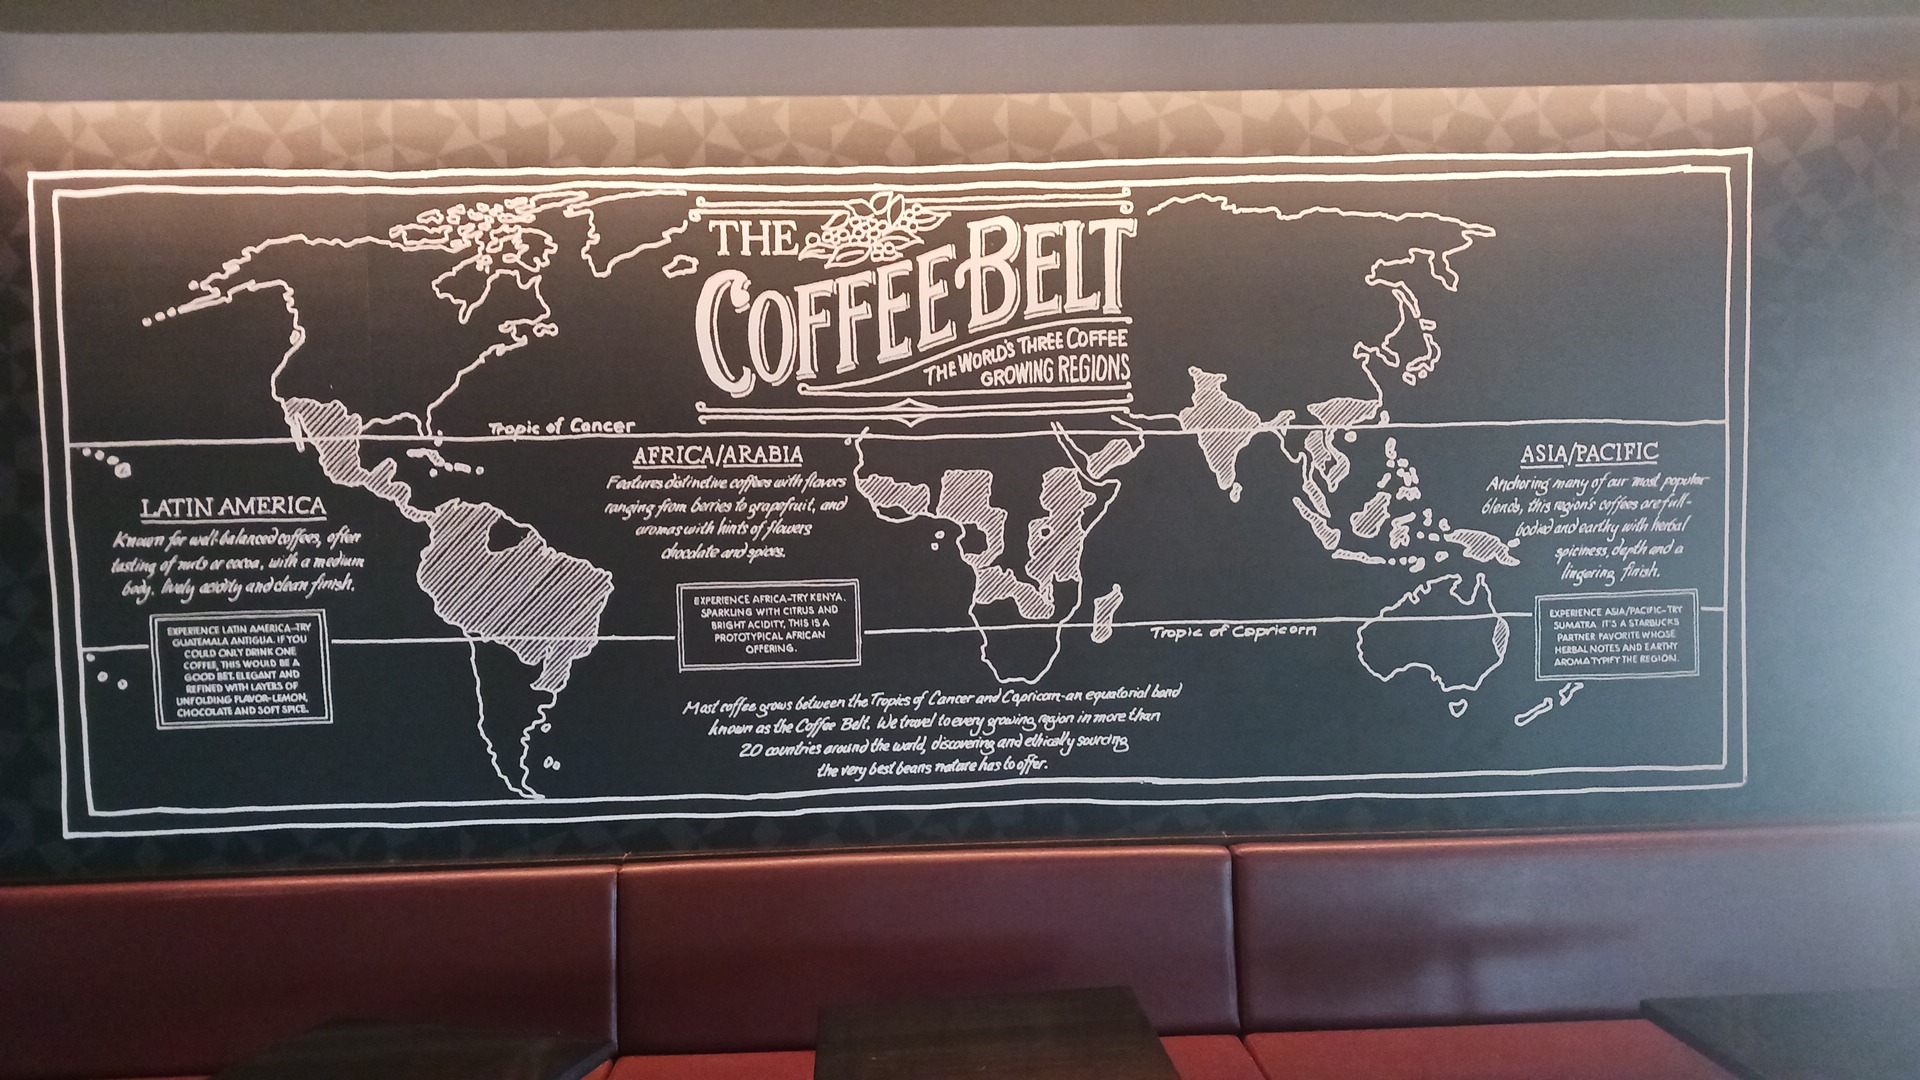 THE
COFFEE BELT
THE WORLD'S THREE COFFEE
GROWING REGIONS
Tropic of Cancer
LATIN AMERICA
Known for well-balanced coffees, often
tasting of nuts or cocoa, with a medium
body, lively acidity and clean finish.
EXPERIENCE LATIN AMERICA-TRY
GUATEMALA ANTIGUA. IF YOU
COULD ONLY DRINK ONE
COFFEE, THIS WOULD BE A
GOOD BET. ELEGANT AND
REFINED WITH LAYERS OF
UNFOLDING FLAVOR-LEMON,
CHOCOLATE AND SOFT SPICE.
AFRICA/ARABIA
Features distinctive coffees with flavors
ranging from berries to grapefruit, and
aromas with hints of flowers
chocolate and spices.
EXPERIENCE AFRICA-TRY KENYA.
SPARKLING WITH CITRUS AND
BRIGHT ACIDITY, THIS IS A
PROTOTYPICAL AFRICAN
OFFERING.
ASIA/PACIFIC
Anchoring many of our most popular
blends, this region's coffees are full-
bodied and earthy with herbal
spiciness, depth and a
lingering finish.
EXPERIENCE ASIA/PACIFIC-TRY
SUMATRA IT'S A STARBUCKS
PARTNER FAVORITE WHOSE
HERBAL NOTES AND EARTHY
AROMA TYPIFY THE REGION.
Tropic of Capricorn
Most coffee grows between the Tropics of Cancer and Capricorn-an equatorial band
known as the Coffee Belt. We travel to every growing region in more than
20 countries around the world, discovering and ethically sourcing
the very best beans nature has to offer.